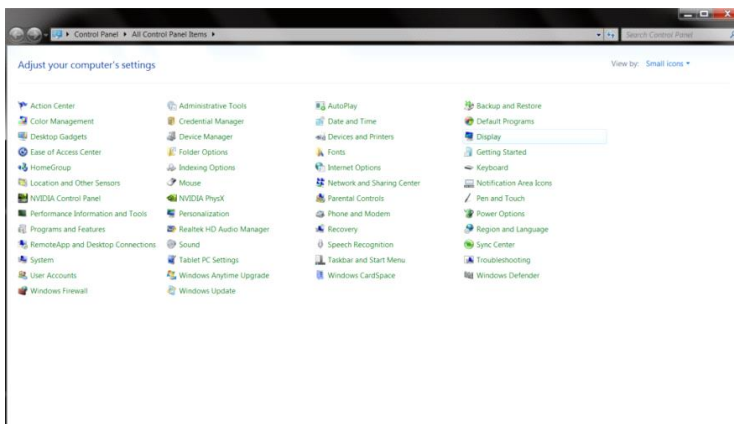 Control Panel ▸ All Control Panel Items ▸
Search Control Panel
Adjust your computer's settings
View by: Small icons
Action Center
Administrative Tools
AutoPlay
Backup and Restore
Color Management
Credential Manager
Date and Time
Default Programs
Desktop Gadgets
Device Manager
Devices and Printers
Display
Ease of Access Center
Folder Options
Fonts
Getting Started
HomeGroup
Indexing Options
Internet Options
Keyboard
Location and Other Sensors
Mouse
Network and Sharing Center
Notification Area Icons
NVIDIA Control Panel
NVIDIA PhysX
Parental Controls
Pen and Touch
Performance Information and Tools
Personalization
Phone and Modem
Power Options
Programs and Features
Realtek HD Audio Manager
Recovery
Region and Language
RemoteApp and Desktop Connections
Sound
Speech Recognition
Sync Center
System
Tablet PC Settings
Taskbar and Start Menu
Troubleshooting
User Accounts
Windows Anytime Upgrade
Windows CardSpace
Windows Defender
Windows Firewall
Windows Update